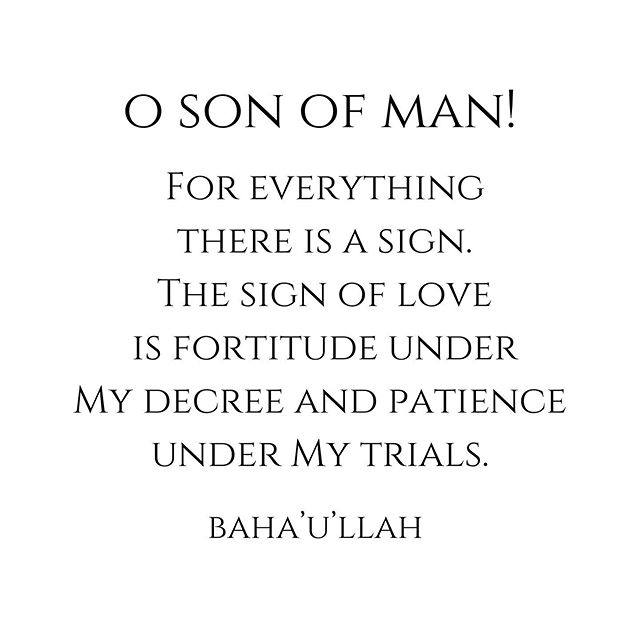 O SON OF MAN!
For everything
there is a sign.
The sign of love
is fortitude under
My decree and patience
under My trials.
Baha’u’llah